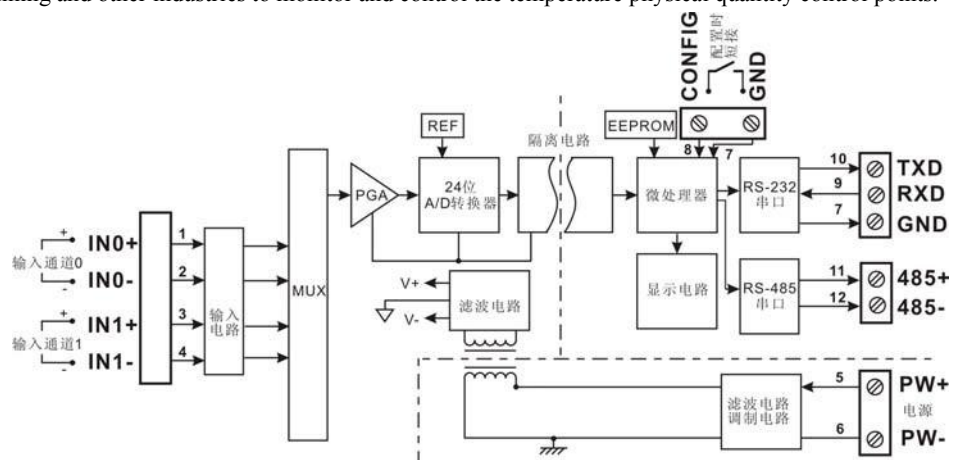 ining and other industries to monitor and control the temperature physical quantity control points.
CONFIG
配置时
短接
GND
REF
隔离电路
EEPROM
8
7
PGA
24位
A/D转换器
微处理器
RS-232
串口
10
TXD
9
RXD
7
GND
MUX
输入通道0
+
-
IN0+
1
IN0-
2
输入通道1
+
-
IN1+
3
IN1-
4
输入
电路
V+
V-
滤波电路
显示电路
RS-485
串口
11
485+
12
485-
滤波电路
调制电路
5
PW+
电源
6
PW-